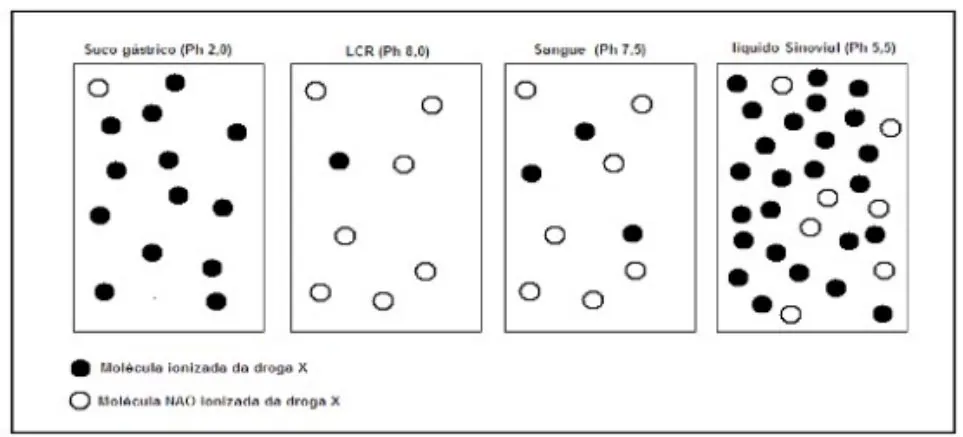 Suco gástrico (Ph 2,0)
LCR (Ph 8,0)
Sangue (Ph 7,5)
liquido Sinovial (Ph 5,5)
Molécula ionizada da droga X
Molécula NAO Ionizada da droga X